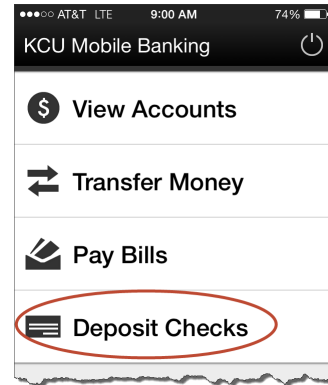 AT&T LTE 9:00 AM 74%
KCU Mobile Banking
$ View Accounts
Transfer Money
Pay Bills
Deposit Checks